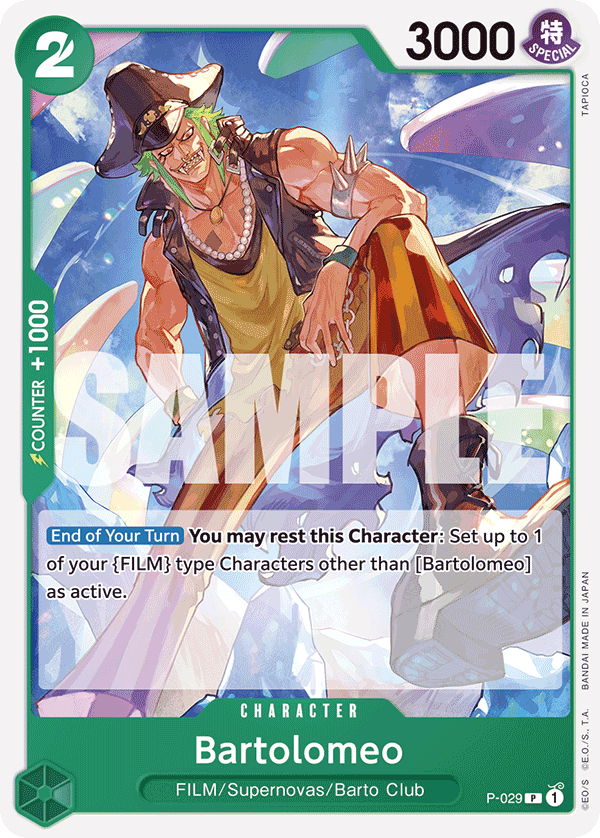 2
3000
特
SPECIAL
TAPIOCA
COUNTER +1000
SAMPLE
End of Your Turn You may rest this Character: Set up to 1
of your {FILM} type Characters other than [Bartolomeo]
as active.
CHARACTER
Bartolomeo
FILM/Supernovas/Barto Club
P-029 P 1
©E.O/S ©E.O./S., T.A. BANDAI MADE IN JAPAN